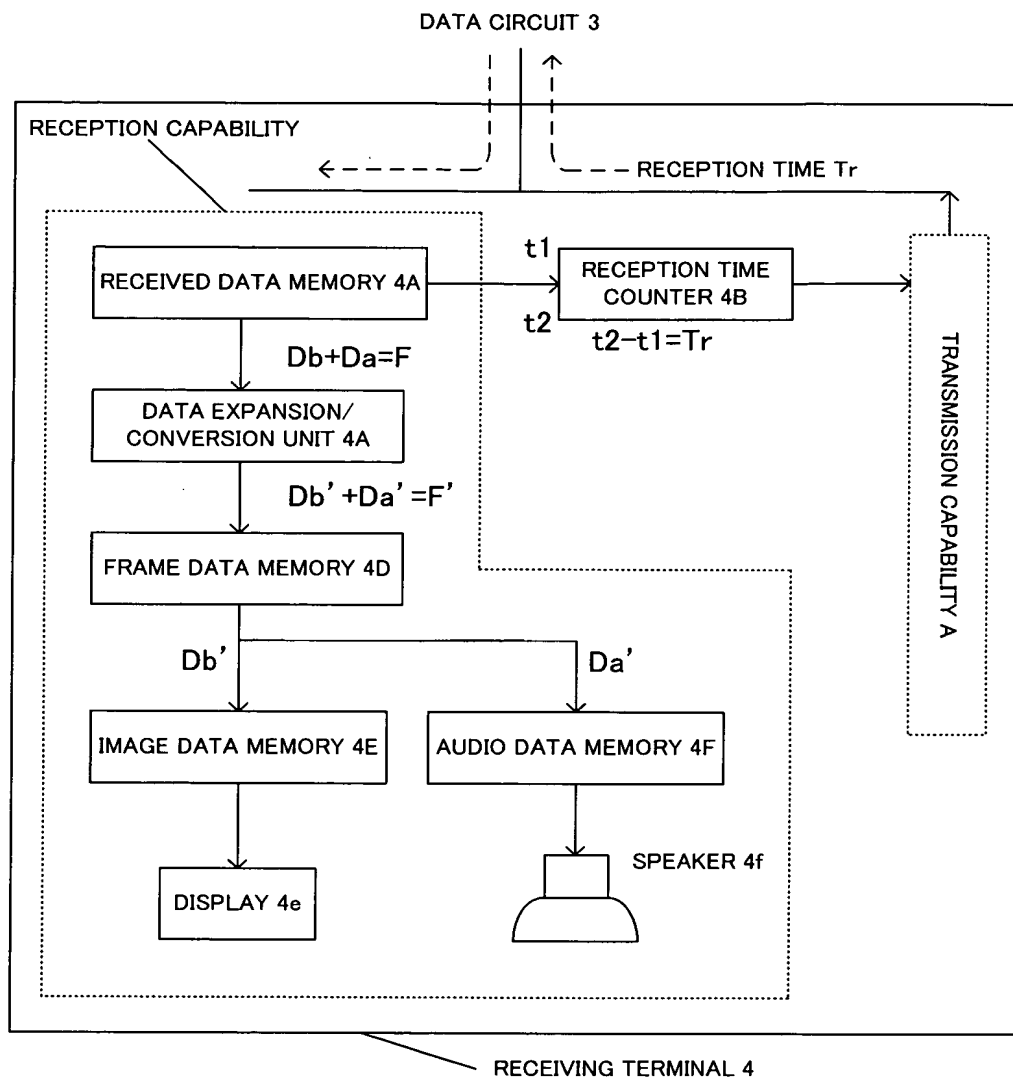 DATA CIRCUIT 3
RECEPTION CAPABILITY
RECEPTION TIME Tr
RECEIVED DATA MEMORY 4A
t1
t2
RECEPTION TIME
COUNTER 4B
t2-t1=Tr
TRANSMISSION CAPABILITY A
Db+Da=F
DATA EXPANSION/
CONVERSION UNIT 4A
Db'+Da'=F'
FRAME DATA MEMORY 4D
Db'
Da'
IMAGE DATA MEMORY 4E
AUDIO DATA MEMORY 4F
DISPLAY 4e
SPEAKER 4f
RECEIVING TERMINAL 4